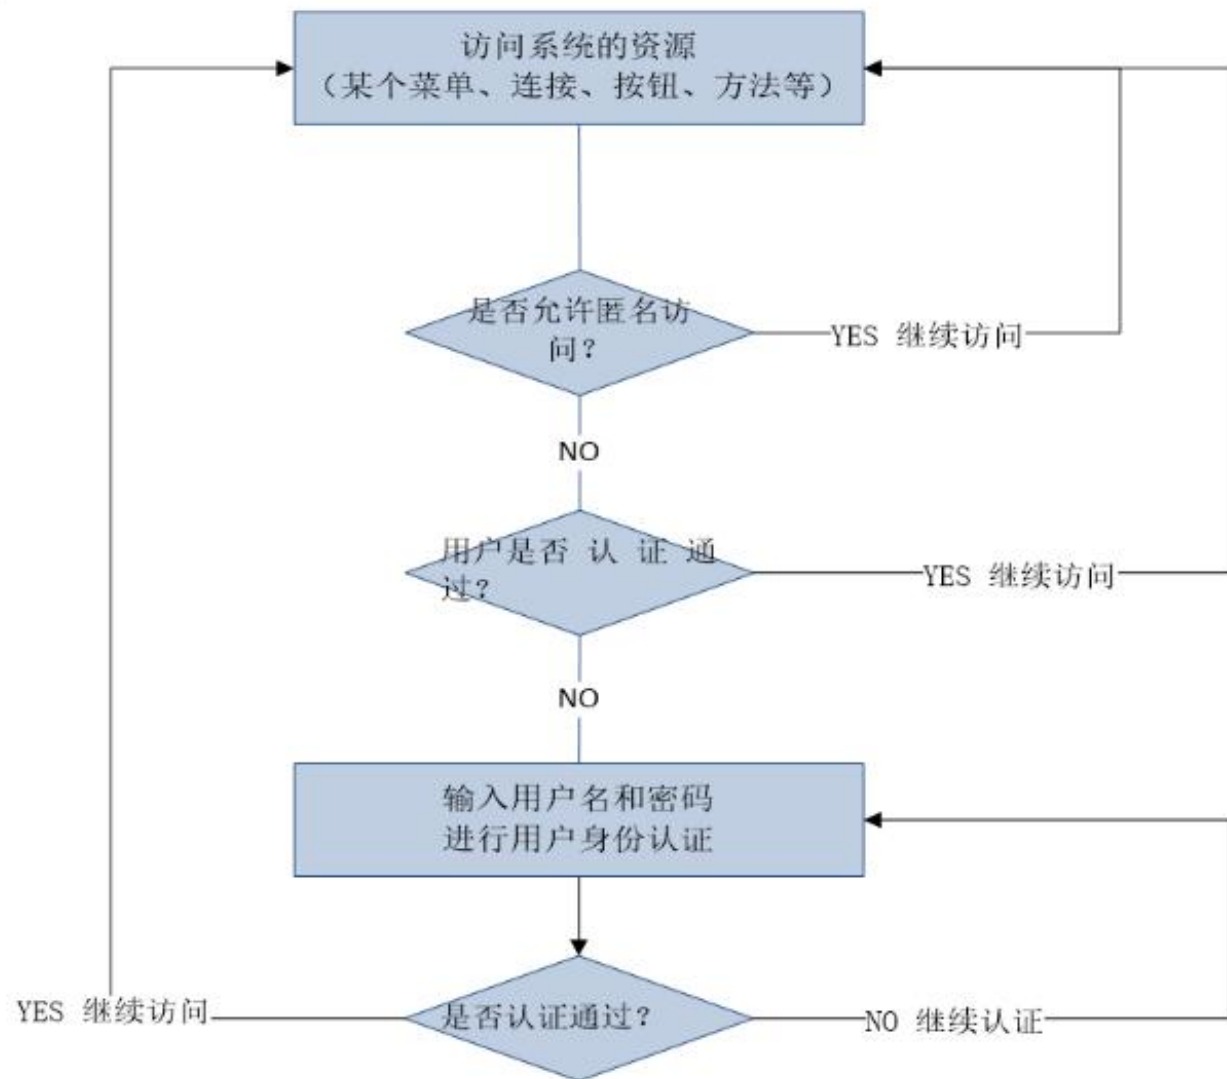 访问系统的资源
（某个菜单、连接、按钮、方法等）
是否允许匿名访
问？
YES 继续访问
NO
用户是否 认 证 通
过？
YES 继续访问
NO
输入用户名和密码
进行用户身份认证
YES 继续访问
是否认证通过？
NO 继续认证